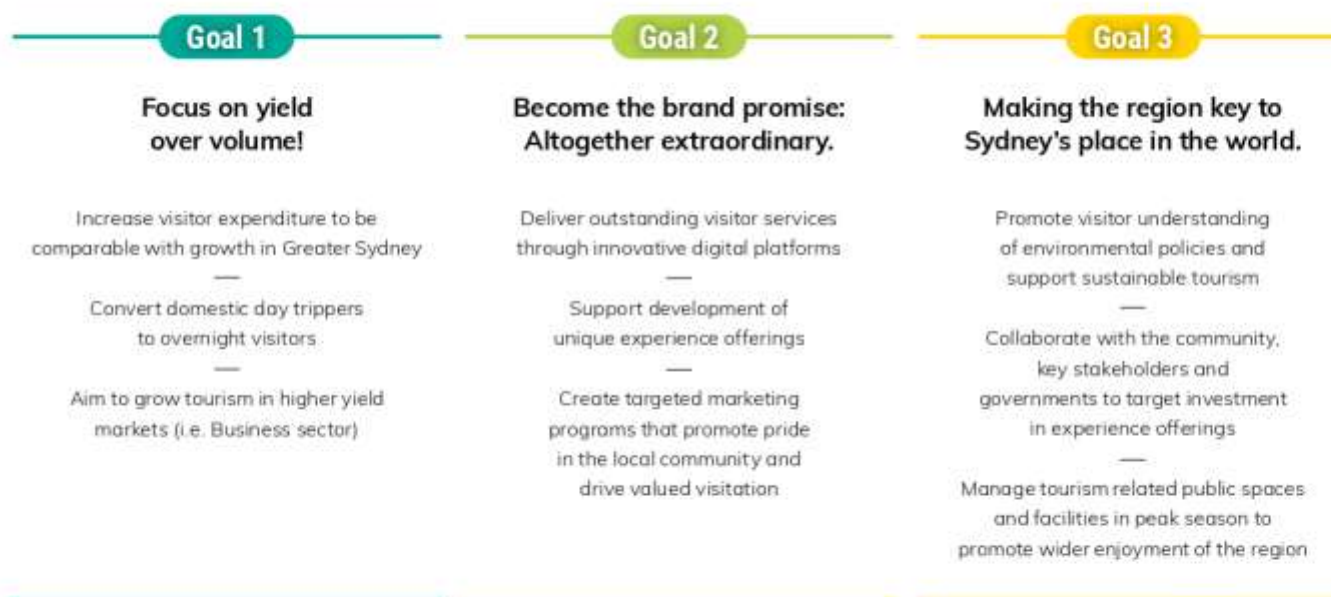 Goal 1
Focus on yield
over volume!
Increase visitor expenditure to be
comparable with growth in Greater Sydney
—
Convert domestic day trippers
to overnight visitors
—
Aim to grow tourism in higher yield
markets (i.e. Business sector)
Goal 2
Become the brand promise:
Altogether extraordinary.
Deliver outstanding visitor services
through innovative digital platforms
—
Support development of
unique experience offerings
—
Create targeted marketing
programs that promote pride
in the local community and
drive valued visitation
Goal 3
Making the region key to
Sydney's place in the world.
Promote visitor understanding
of environmental policies and
support sustainable tourism
—
Collaborate with the community,
key stakeholders and
governments to target investment
in experience offerings
—
Manage tourism related public spaces
and facilities in peak season to
promote wider enjoyment of the region